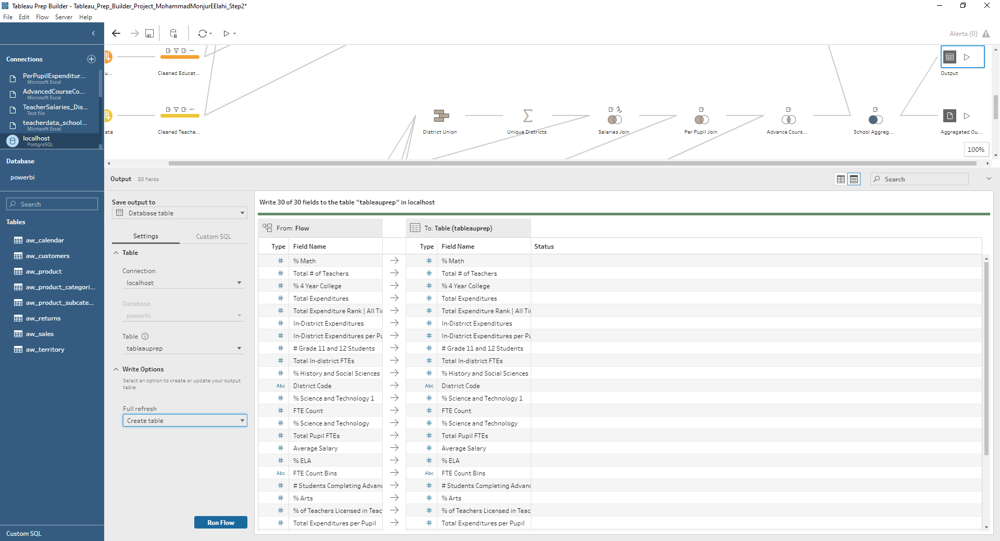 Tableau Prep Builder - Tableau_Prep_Builder_Project_MohammadMonjurEElahi_Step2*
File Edit Flow Server Help
Alerts (0)
Connections
PerPupilExpenditur...
Microsoft Excel
AdvancedCourseCo...
Microsoft Excel
TeacherSalaries_Dis...
Text file
teacherdata_school...
Microsoft Excel
localhost
PostgreSQL
Database
powerbi
Search
Tables
aw_calendar
aw_customers
aw_product
aw_product_categori...
aw_product_subcate...
aw_returns
aw_sales
aw_territory
Custom SQL
u...
Cleaned Educat...
Output
ata
Cleaned Teache...
District Union
Unique Districts
Salaries Join
Per Pupil Join
Advance Cours...
School Aggreg...
Aggregated Ou...
100%
Output 30 fields
Search
Save output to
Database table
Settings Custom SQL
Table
Connection
localhost
Database
powerbi
Table
tableauprep
Write Options
Select an option to create or update your output
table.
Full refresh
Create table
Run Flow
Write 30 of 30 fields to the table "tableauprep" in localhost
From: Flow To: Table (tableauprep)
Type Field Name Type Field Name Status
# % Math # % Math
# Total # of Teachers # Total # of Teachers
# % 4 Year College # % 4 Year College
# Total Expenditures # Total Expenditures
# Total Expenditure Rank | All Ti # Total Expenditure Rank | All Ti
# In-District Expenditures # In-District Expenditures
# In-District Expenditures per Pu # In-District Expenditures per Pu
# # Grade 11 and 12 Students # # Grade 11 and 12 Students
# Total In-district FTEs # Total In-district FTEs
# % History and Social Sciences # % History and Social Sciences
Abc District Code Abc District Code
# % Science and Technology 1 # % Science and Technology 1
# FTE Count # FTE Count
# % Science and Technology # % Science and Technology
# Total Pupil FTEs # Total Pupil FTEs
# Average Salary # Average Salary
# % ELA # % ELA
Abc FTE Count Bins Abc FTE Count Bins
# # Students Completing Advanc # # Students Completing Advanc
# % Arts # % Arts
# % of Teachers Licensed in Teac # % of Teachers Licensed in Teac
# Total Expenditures per Pupil # Total Expenditures per Pupil